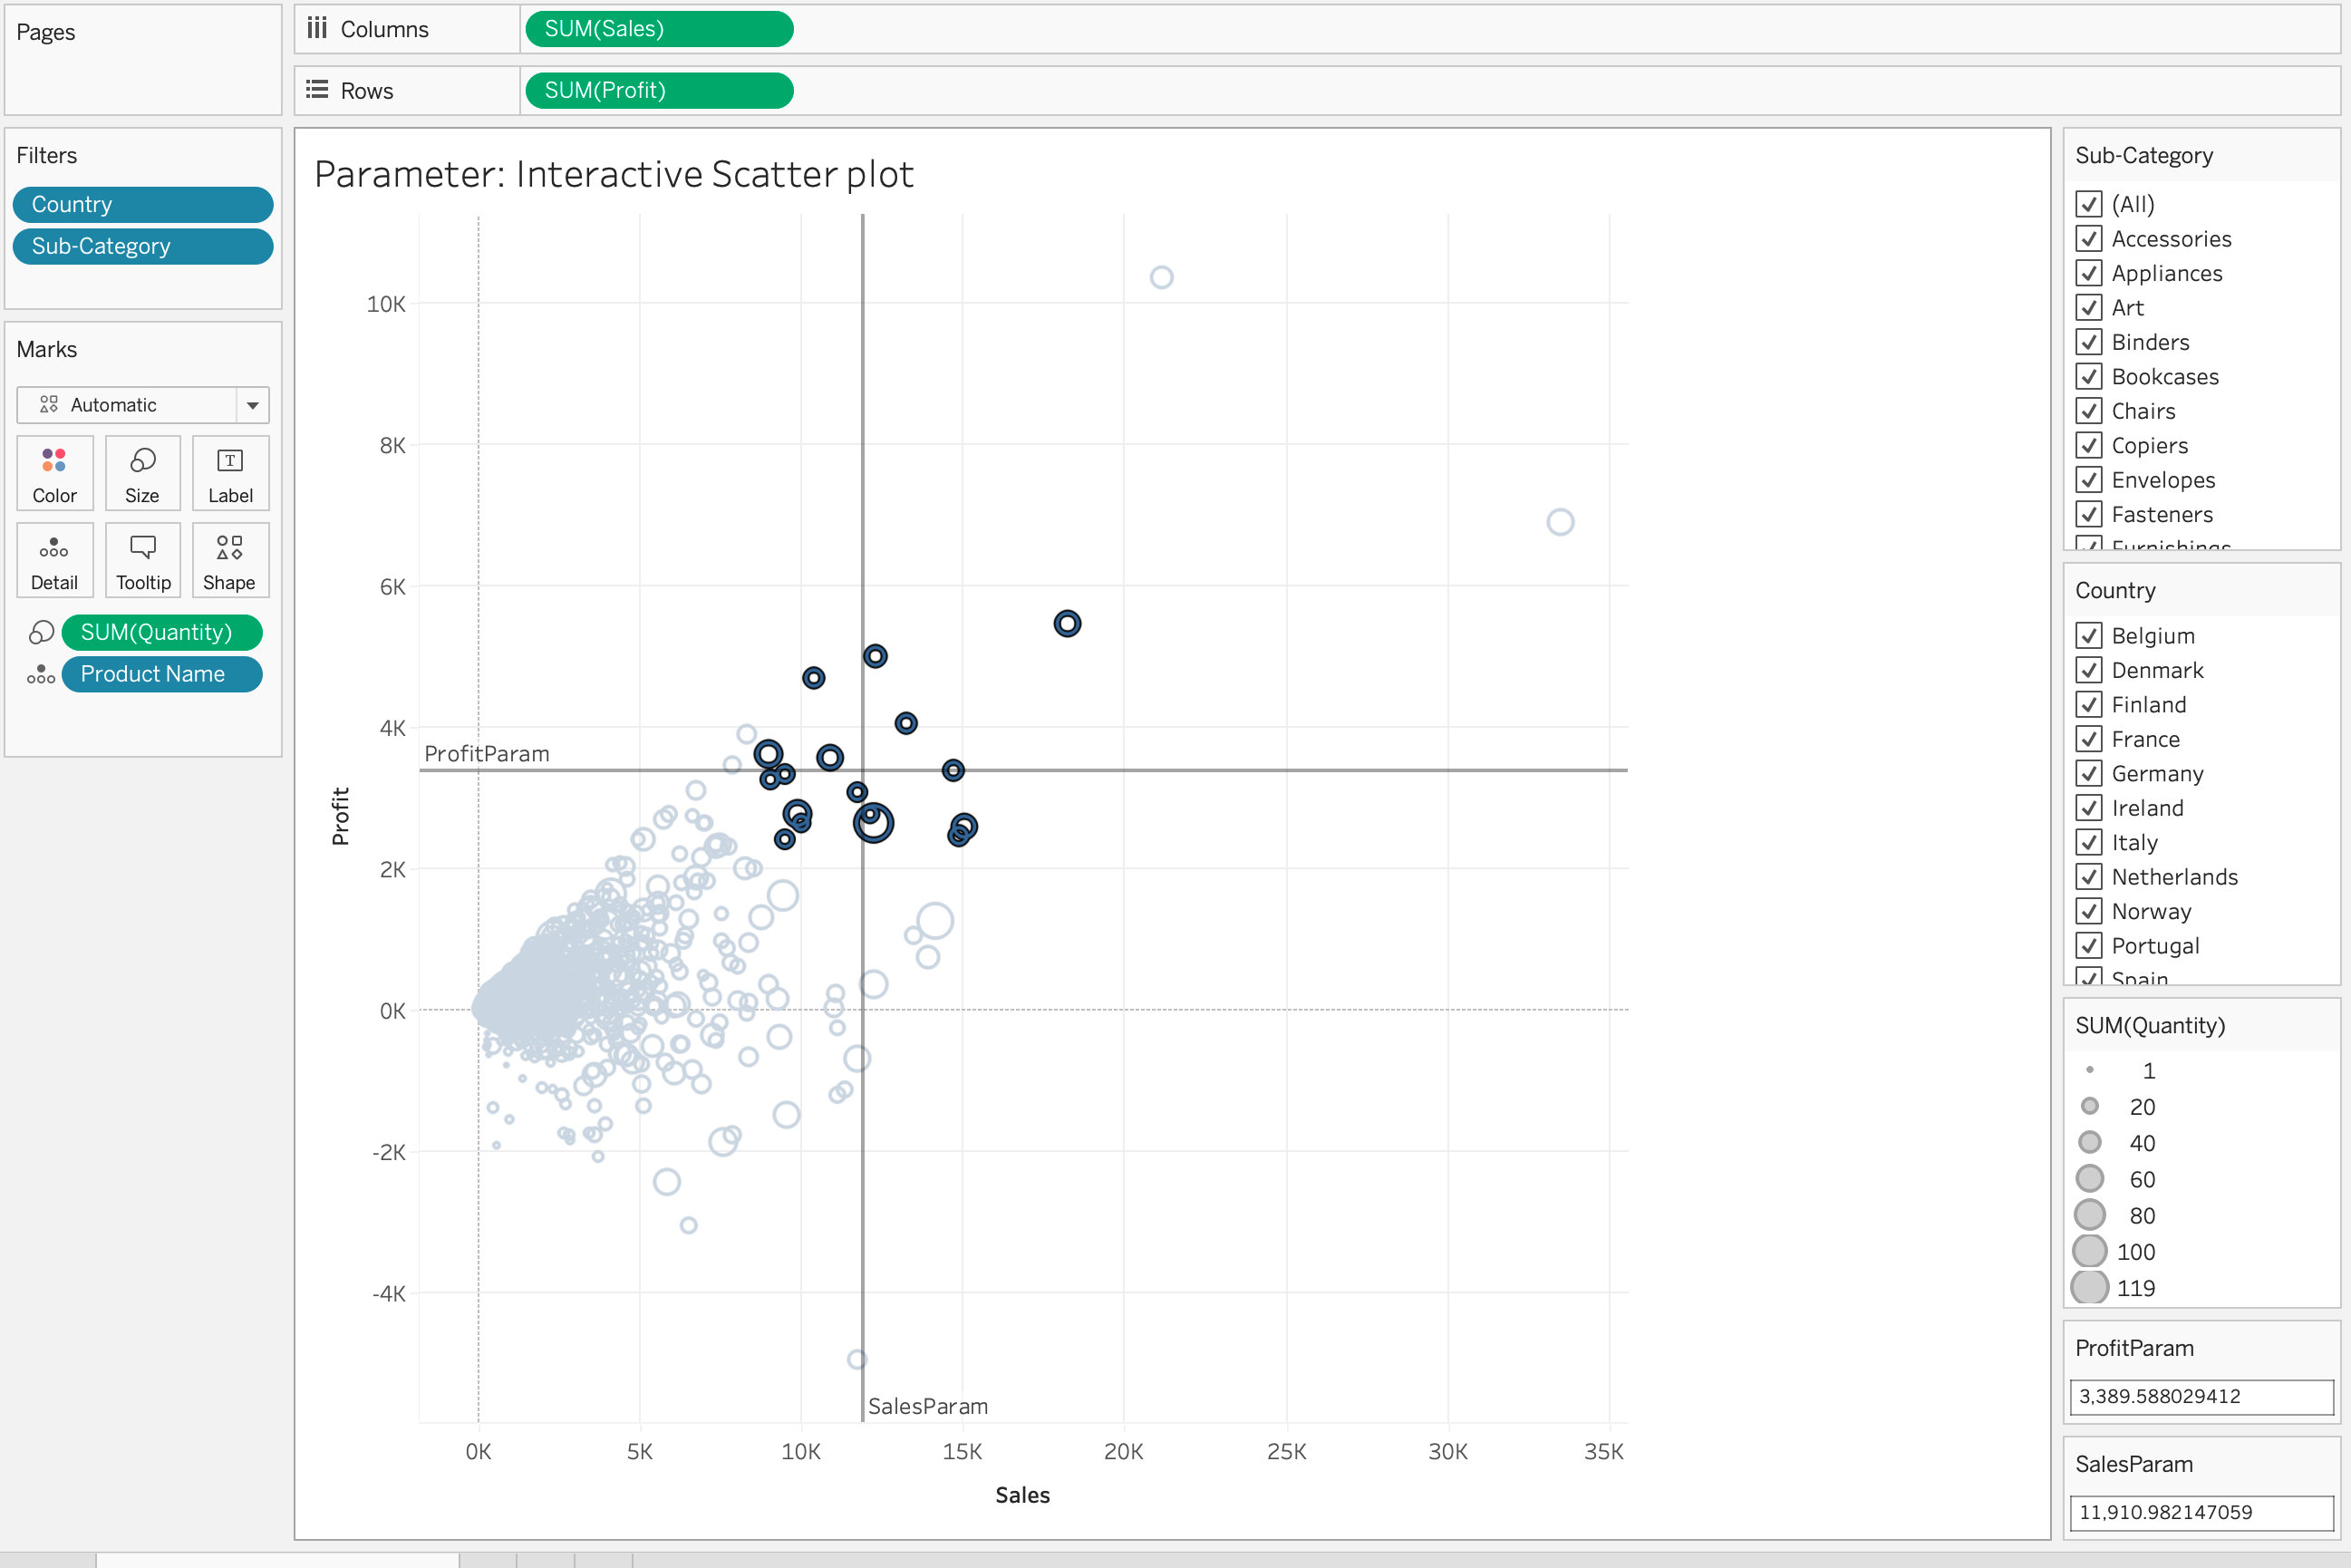 Pages
Columns
SUM(Sales)
Rows
SUM(Profit)
Filters
Country
Sub-Category
Marks
Automatic
Color
Size
Label
Detail
Tooltip
Shape
SUM(Quantity)
Product Name
Parameter: Interactive Scatter plot
10K
8K
6K
4K
ProfitParam
2K
0K
-2K
-4K
Profit
SalesParam
0K
5K
10K
15K
20K
25K
30K
35K
Sales
Sub-Category
(All)
Accessories
Appliances
Art
Binders
Bookcases
Chairs
Copiers
Envelopes
Fasteners
Furnishings
Country
Belgium
Denmark
Finland
France
Germany
Ireland
Italy
Netherlands
Norway
Portugal
Spain
SUM(Quantity)
1
20
40
60
80
100
119
ProfitParam
3,389.588029412
SalesParam
11,910.982147059